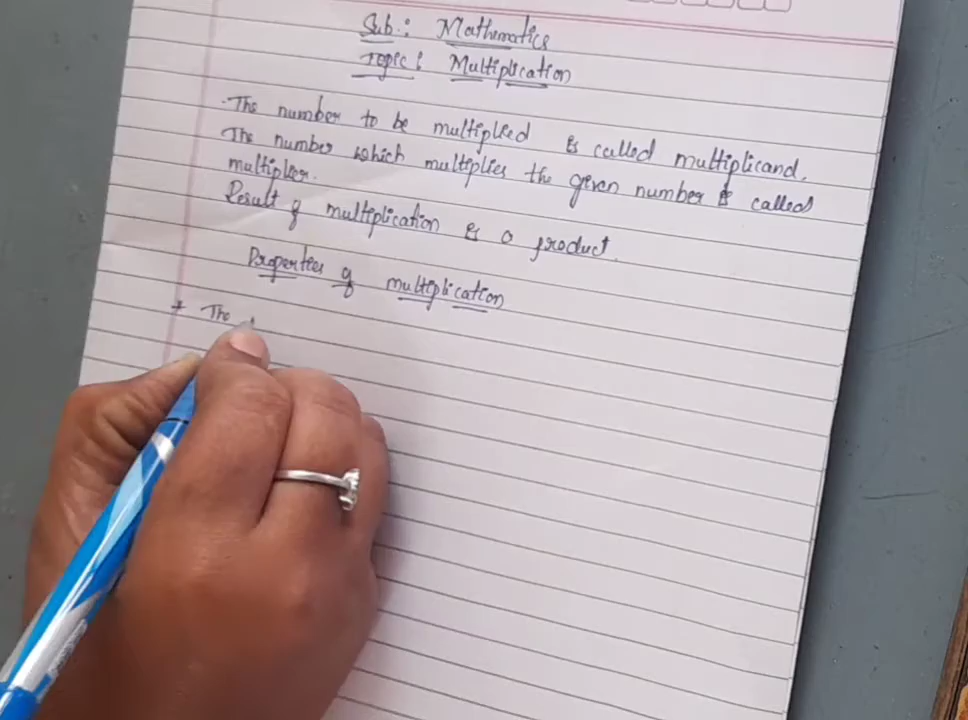 Sub: Mathematics
Topic: Multiplication
The number to be multiplied is called multiplicand.
The number which multiplies the given number is called
multiplier.
Result of multiplication is a product.
Properties of multiplication
* The